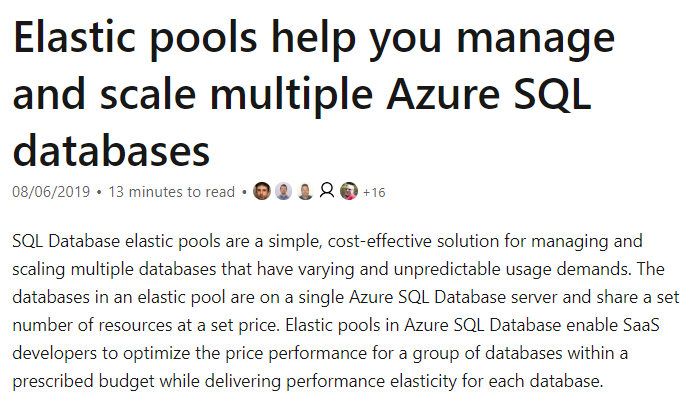 Elastic pools help you manage
and scale multiple Azure SQL
databases
08/06/2019 • 13 minutes to read • +16
SQL Database elastic pools are a simple, cost-effective solution for managing and
scaling multiple databases that have varying and unpredictable usage demands. The
databases in an elastic pool are on a single Azure SQL Database server and share a set
number of resources at a set price. Elastic pools in Azure SQL Database enable SaaS
developers to optimize the price performance for a group of databases within a
prescribed budget while delivering performance elasticity for each database.